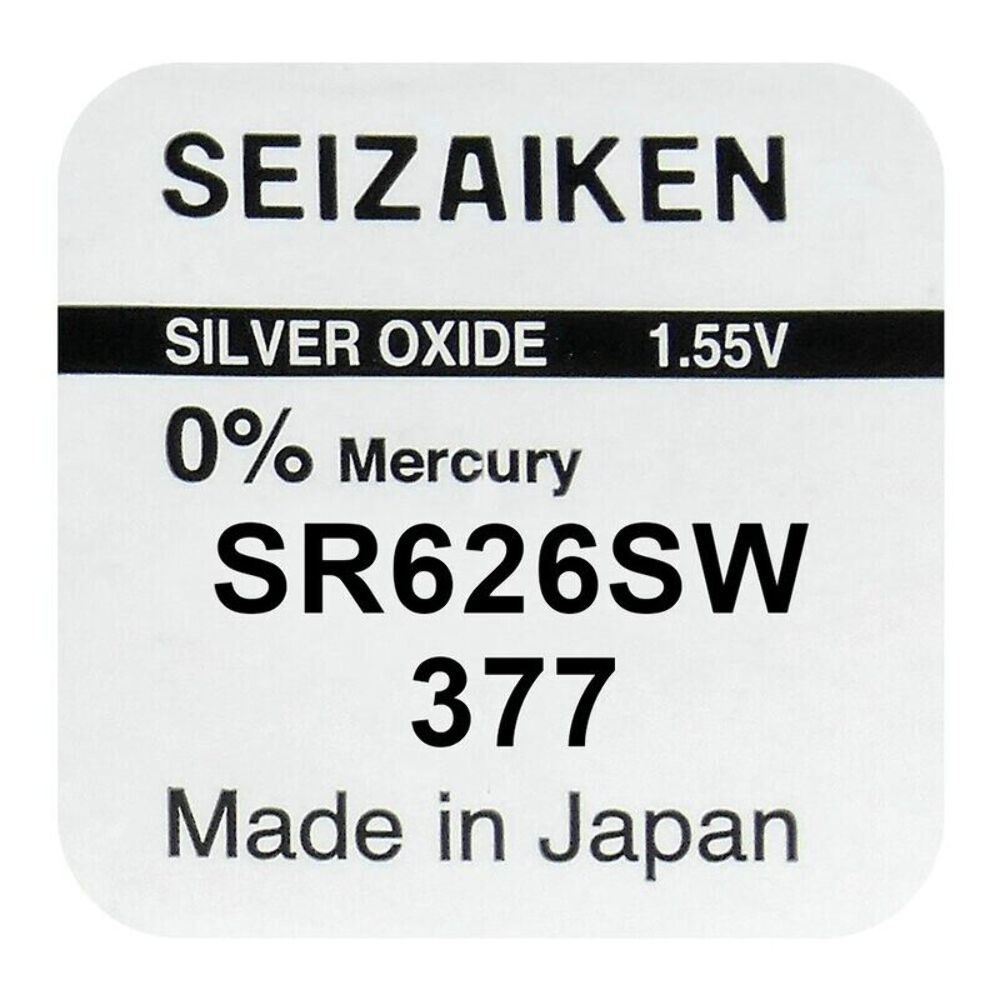 SEIZAIKEN
SILVER OXIDE 1.55V
0% Mercury
SR626SW
377
Made in Japan